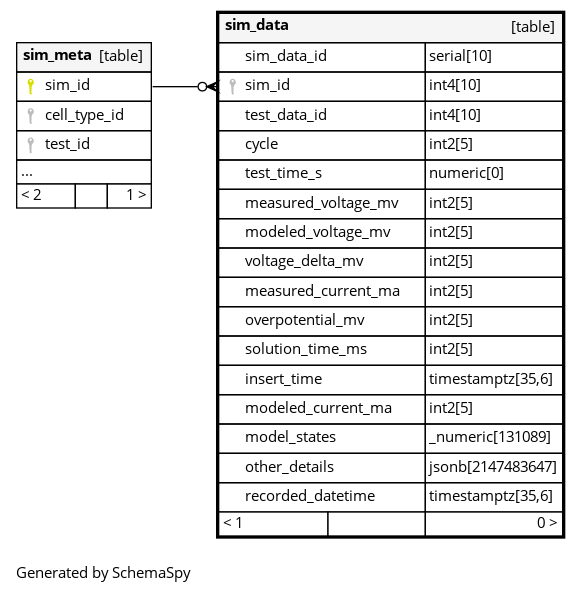 sim_meta [table]
sim_id
cell_type_id
test_id
...
< 2 1 >
sim_data [table]
sim_data_id serial[10]
sim_id int4[10]
test_data_id int4[10]
cycle int2[5]
test_time_s numeric[0]
measured_voltage_mv int2[5]
modeled_voltage_mv int2[5]
voltage_delta_mv int2[5]
measured_current_ma int2[5]
overpotential_mv int2[5]
solution_time_ms int2[5]
insert_time timestamptz[35,6]
modeled_current_ma int2[5]
model_states _numeric[131089]
other_details jsonb[2147483647]
recorded_datetime timestamptz[35,6]
< 1 0 >
Generated by SchemaSpy